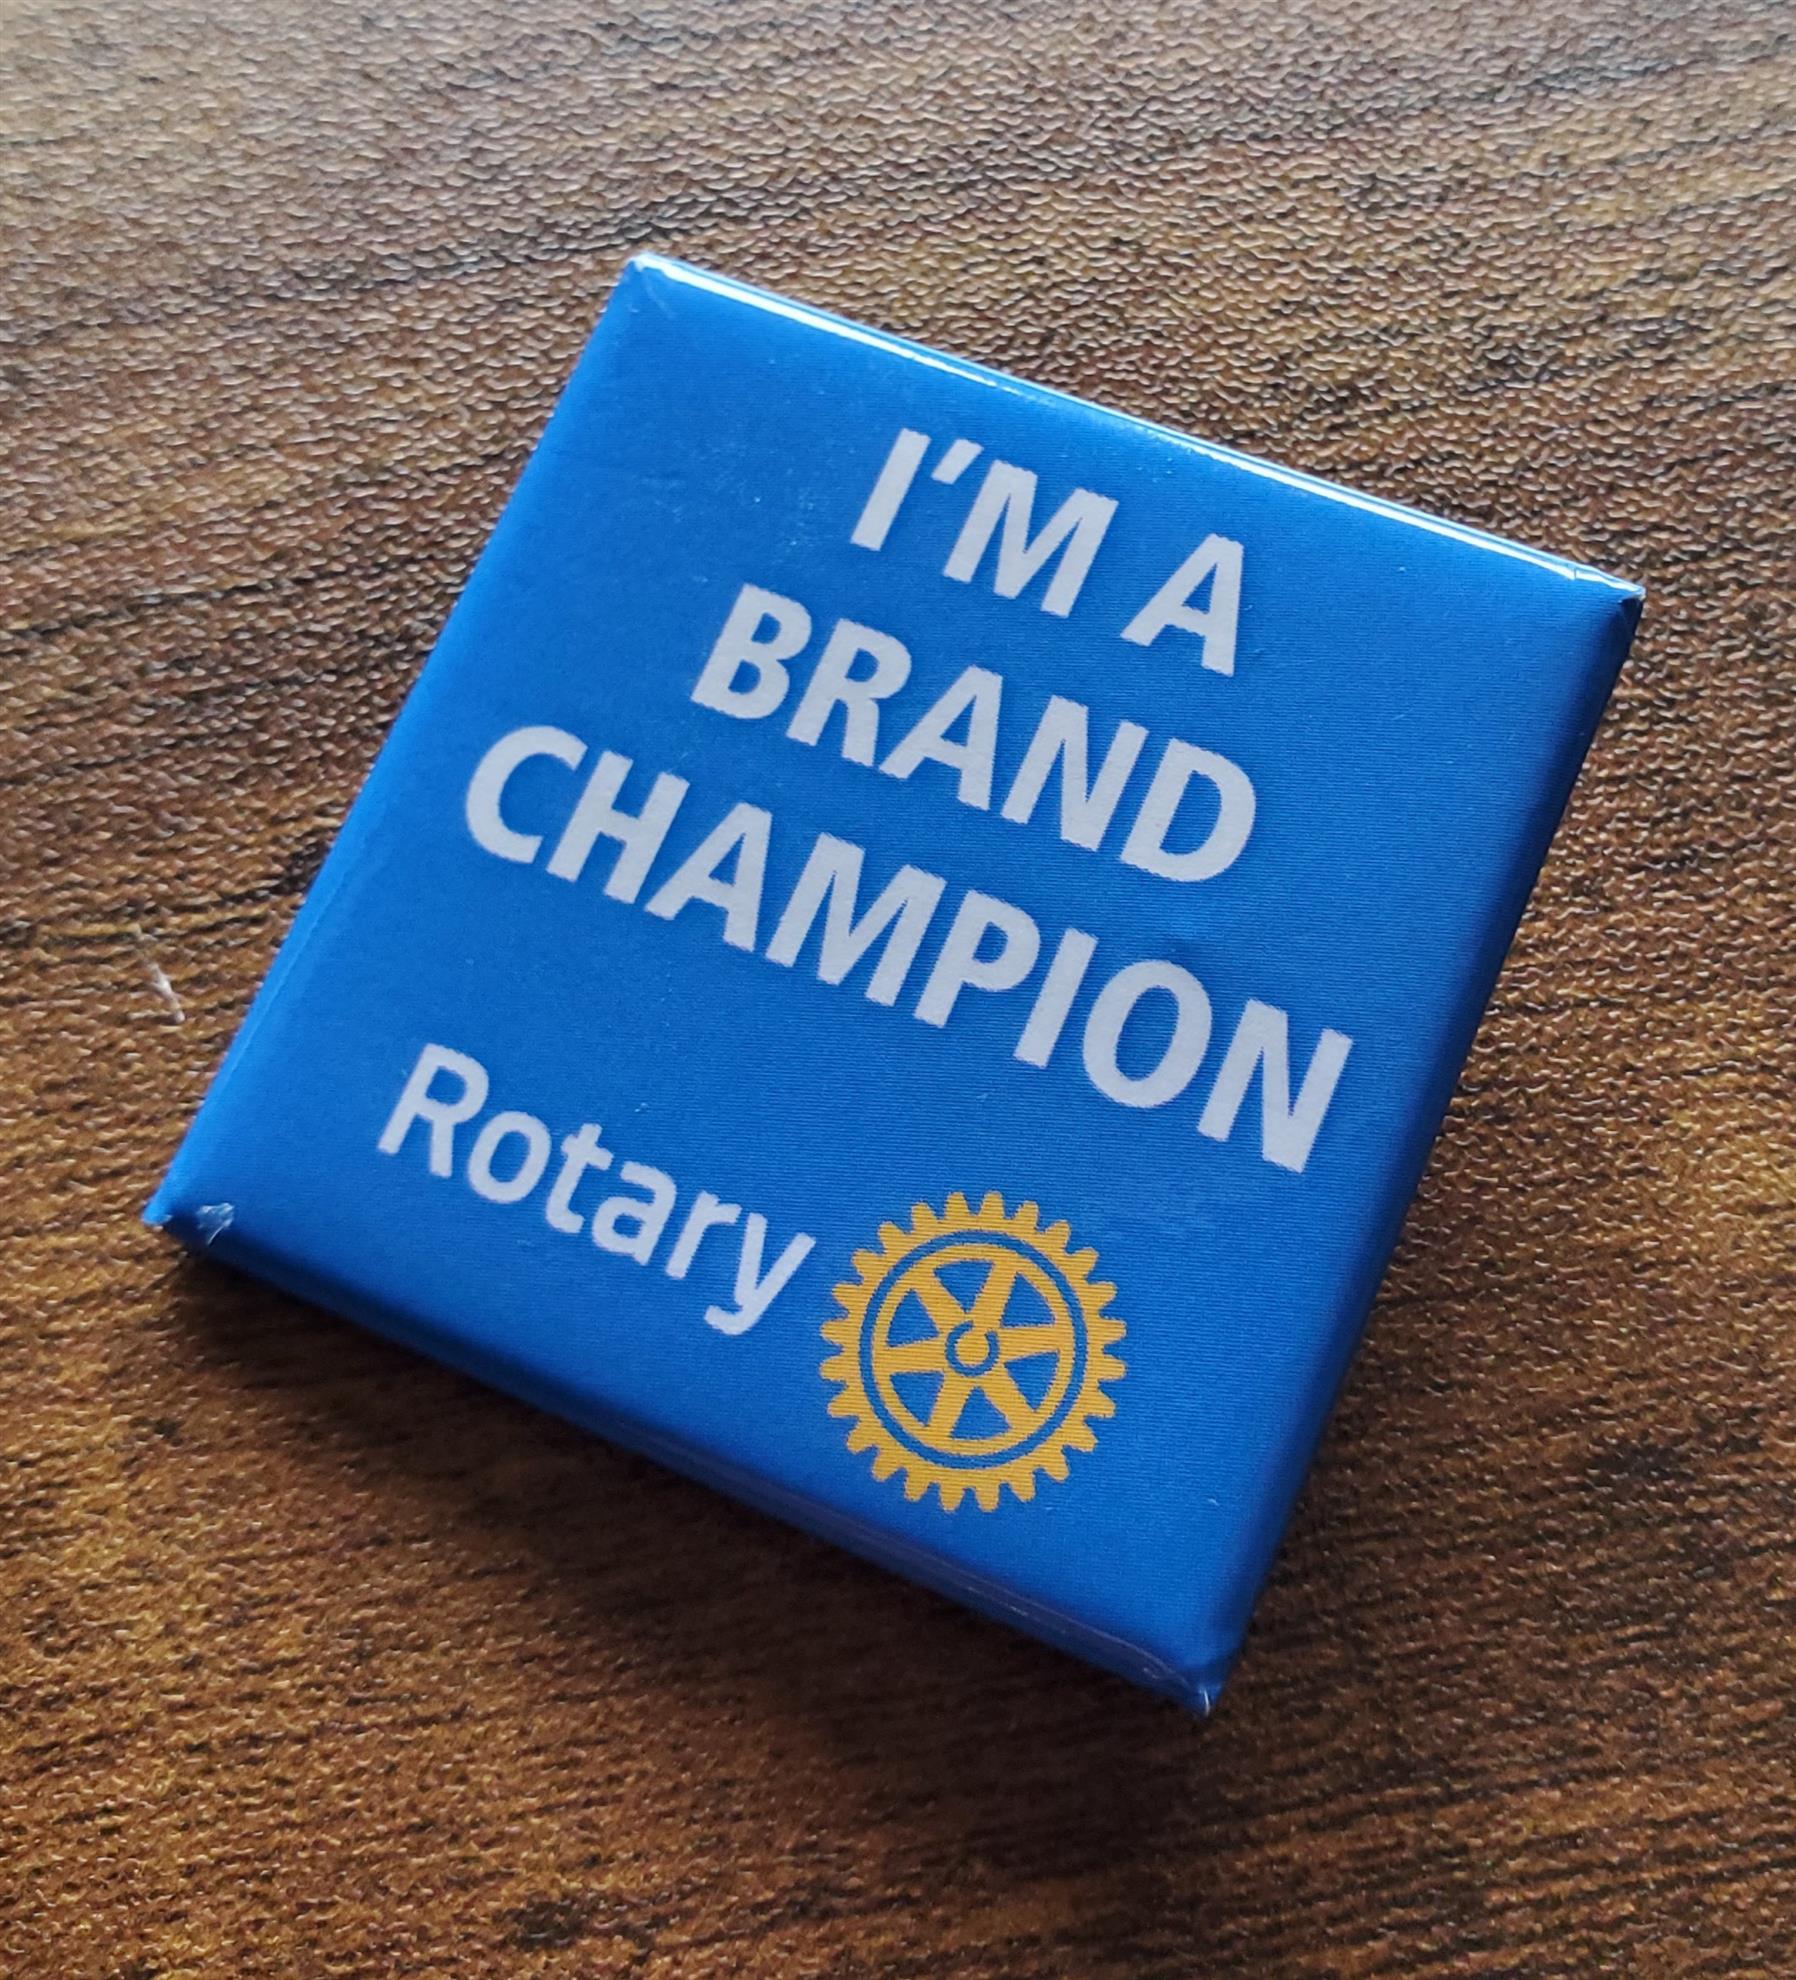 I'M A
BRAND
CHAMPION
Rotary